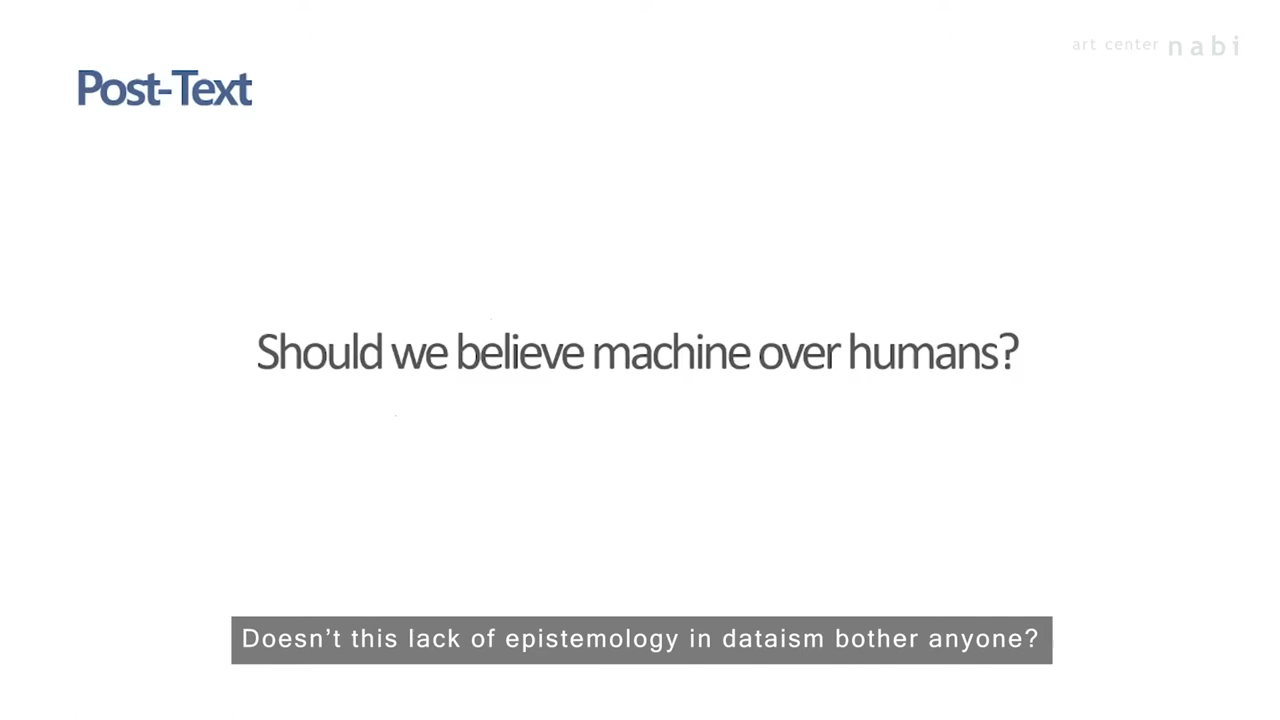 art center nabi
Post-Text
Should we believe machine over humans?
Doesn’t this lack of epistemology in dataism bother anyone?